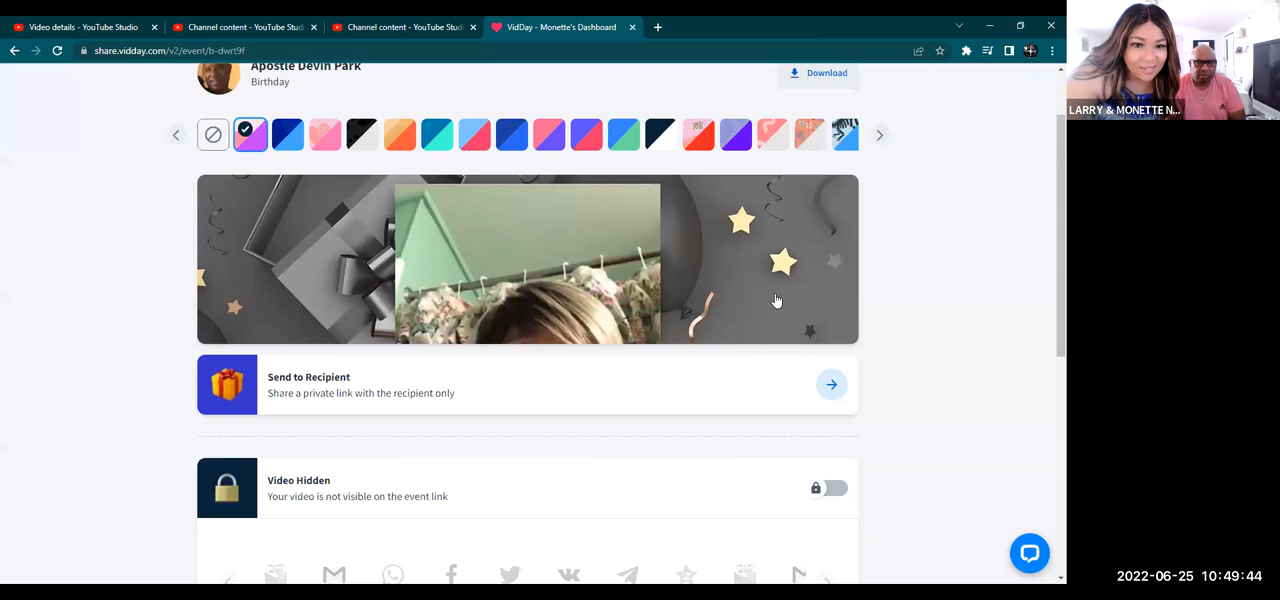 Video details - YouTube Studio
Channel content - YouTube Studi
Channel content - YouTube Studi
VidDay - Monette's Dashboard
share.vidday.com/v2/event/b-dwrt9f
Apostle Devin Park
Birthday
Download
LARRY & MONETTE N...
Send to Recipient
Share a private link with the recipient only
Video Hidden
Your video is not visible on the event link
2022-06-25 10:49:44